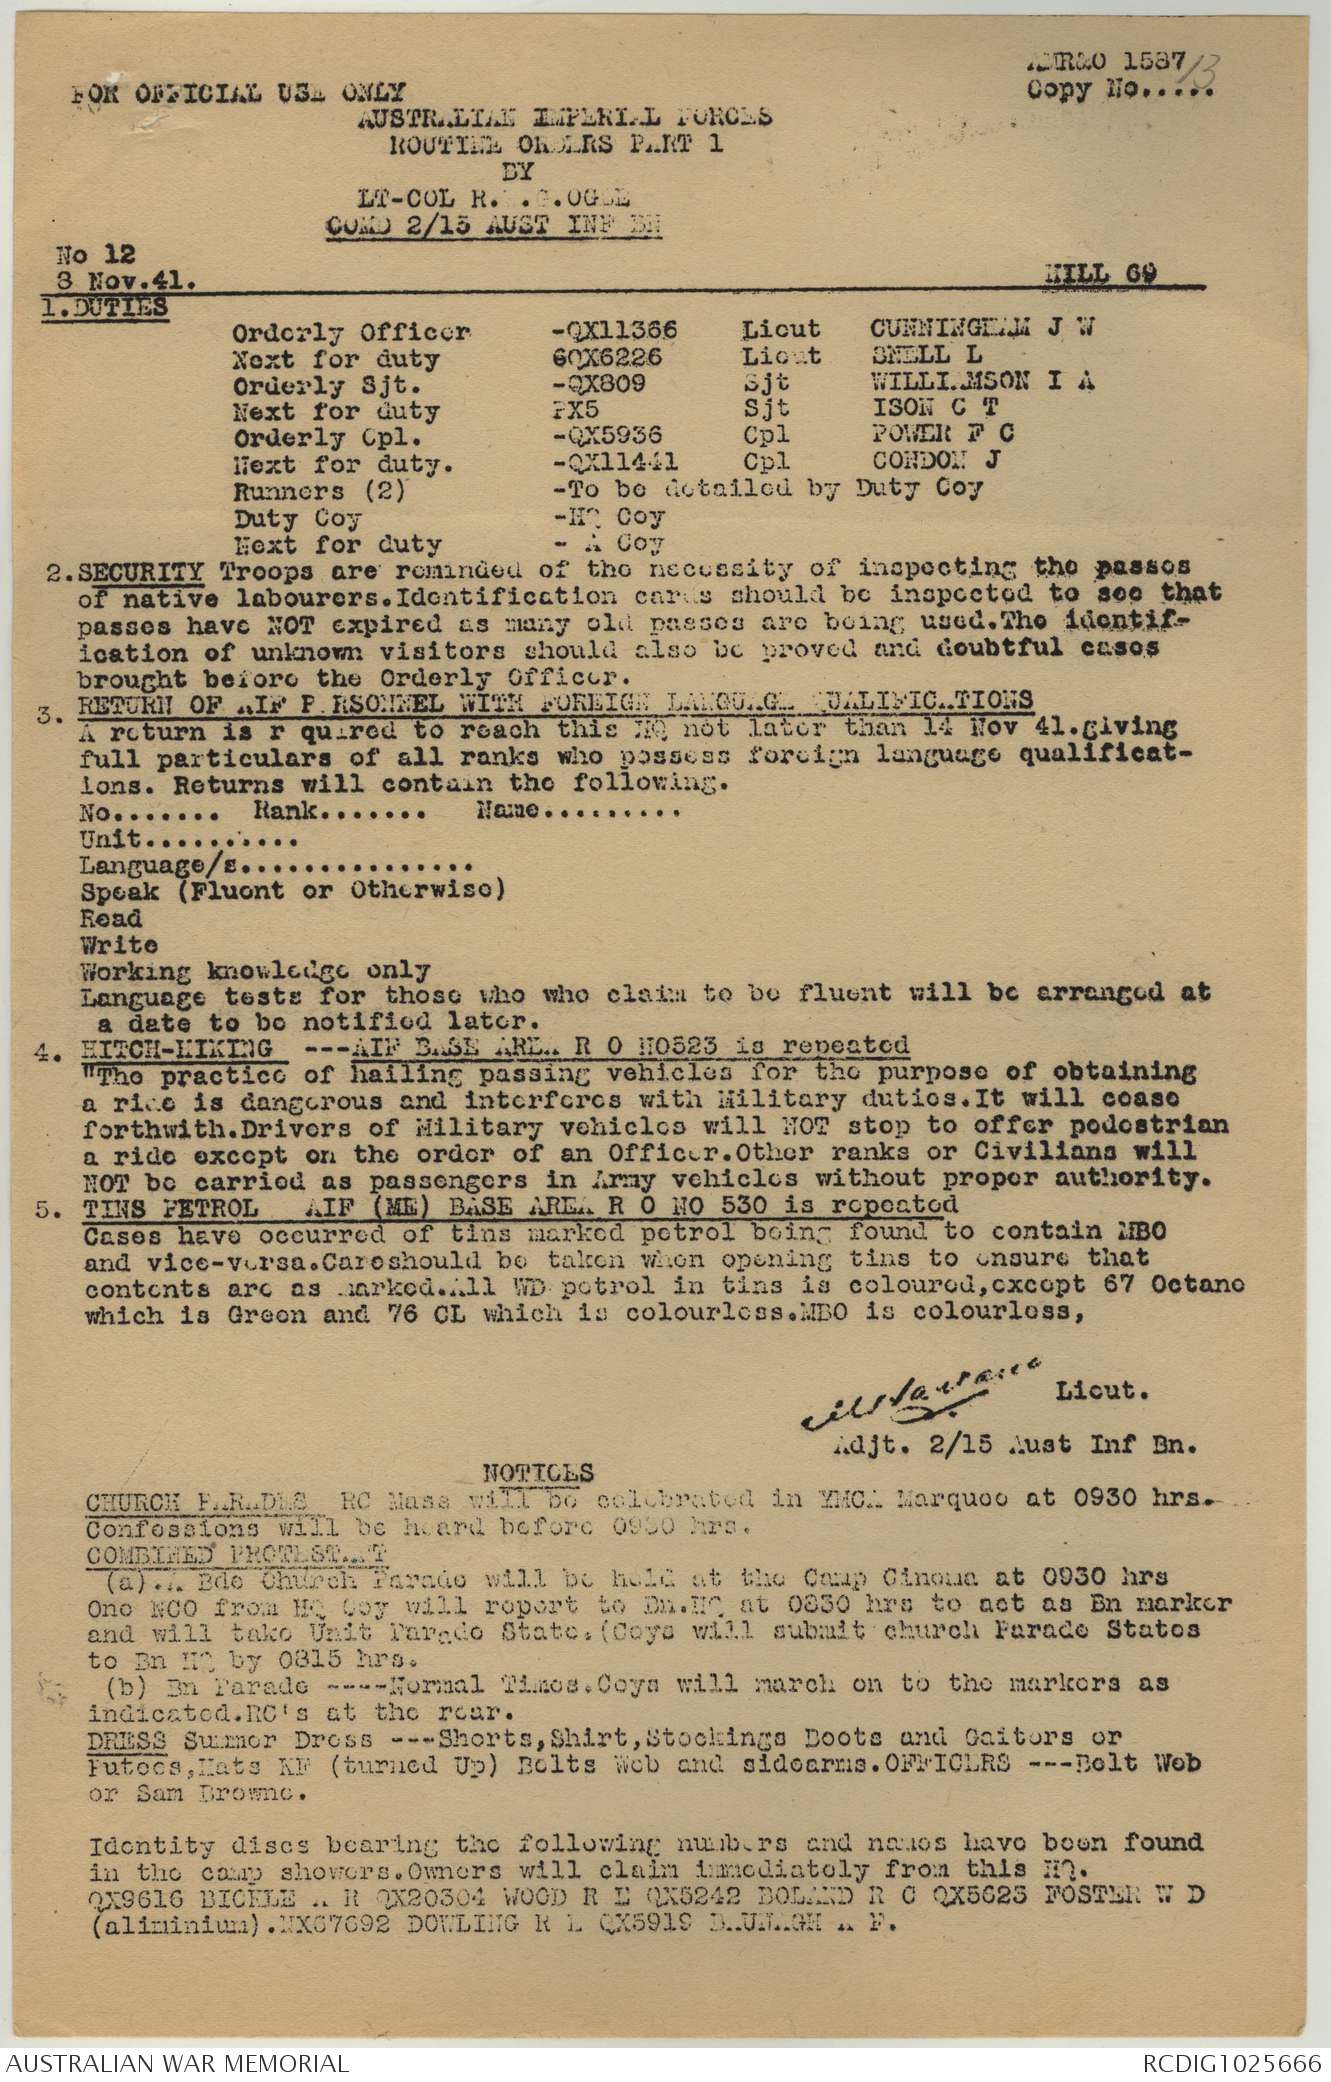 FOR OFFICIAL USE ONLY
1587
Copy No..... 13
AUSTRALIAN IMPERIAL FORCES
ROUTINE ORDERS PART 1
BY
LT-COL R. .G.OGLE
COMD 2/15 AUST INF BN
No 12
8 Nov.41.
HILL 69
1.DUTIES
Orderly Officer -QX11366 Lieut CUNNINGHAM J W
Next for duty 6QX6226 Lieut SNELL L
Orderly Sjt. -QX809 Sjt WILLIAMSON I A
Next for duty PX5 Sjt ISON C T
Orderly Cpl. -QX5936 Cpl POWER F C
Next for duty. -QX11441 Cpl CONDON J
Runners (2) -To be detailed by Duty Coy
Duty Coy -HQ Coy
Next for duty - A Coy
2.SECURITY Troops are reminded of the necessity of inspecting the passes
of native labourers.Identification cards should be inspected to see that
passes have NOT expired as many old passes are being used.The identif-
ication of unknown visitors should also be proved and doubtful cases
brought before the Orderly Officer.
3. RETURN OF AIF PERSONNEL WITH FOREIGN LANGUAGE QUALIFICATIONS
A return is r quired to reach this HQ not later than 14 Nov 41.giving
full particulars of all ranks who possess foreign language qualificat-
ions. Returns will contain the following.
No....... Rank....... Name.........
Unit..........
Language/s...............
Speak (Fluent or Otherwise)
Read
Write
Working knowledge only
Language tests for those who who claim to be fluent will be arranged at
a date to be notified later.
4. HITCH-HIKING ---AIF BASE AREA R O NO523 is repeated
"The practice of hailing passing vehicles for the purpose of obtaining
a ride is dangerous and interferes with Military duties.It will cease
forthwith.Drivers of Military vehicles will NOT stop to offer pedestrian
a ride except on the order of an Officer.Other ranks or Civilians will
NOT be carried as passengers in Army vehicles without proper authority.
5. TINS PETROL AIF (ME) BASE AREA R O NO 530 is repeated
Cases have occurred of tins marked petrol being found to contain MBO
and vice-versa.Careshould be taken when opening tins to ensure that
contents are as marked.All WD petrol in tins is coloured,except 67 Octane
which is Green and 76 CL which is colourless.MBO is colourless,
Lieut.
Adjt. 2/15 Aust Inf Bn.
NOTICES
CHURCH PARADES RC Mass will be celebrated in YMCA Marquee at 0930 hrs.
Confessions will be heard before 0930 hrs.
COMBINED PROTESTANT
(a).A Bde Church Parade will be held at the Camp Cinema at 0930 hrs
One NCO from HQ Coy will report to Bn.HQ at 0830 hrs to act as Bn marker
and will take Unit Parade State.(Coys will submit church Parade States
to Bn HQ by 0815 hrs.
(b) Bn Parade ----Normal Times.Coys will march on to the markers as
indicated.RC's at the rear.
DRESS Summer Dress ---Shorts,Shirt,Stockings Boots and Gaitors or
Putees,Hats KF (turned Up) Belts Web and sidearms.OFFICERS ---Belt Web
or Sam Browne.
Identity discs bearing the following numbers and names have been found
in the camp showers.Owners will claim immediately from this HQ.
QX9616 BICKLE A R QX20304 WOOD R E QX5242 BOLAND R C QX5623 FOSTER W D
(aliminium).NX67692 DOWLING R L QX5919 A F.
AUSTRALIAN WAR MEMORIAL
RCDIG1025666